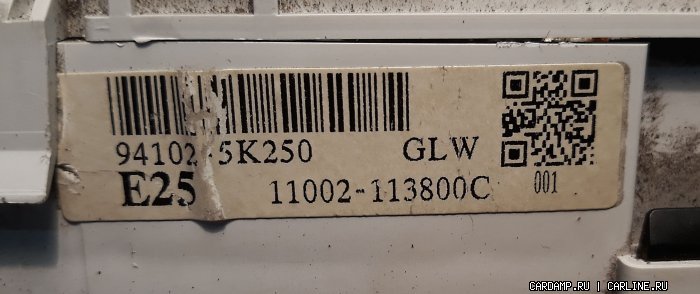 94102-5K250 GLW
E25 11002-113800C
001
CARDAMP.RU | CARLINE.RU